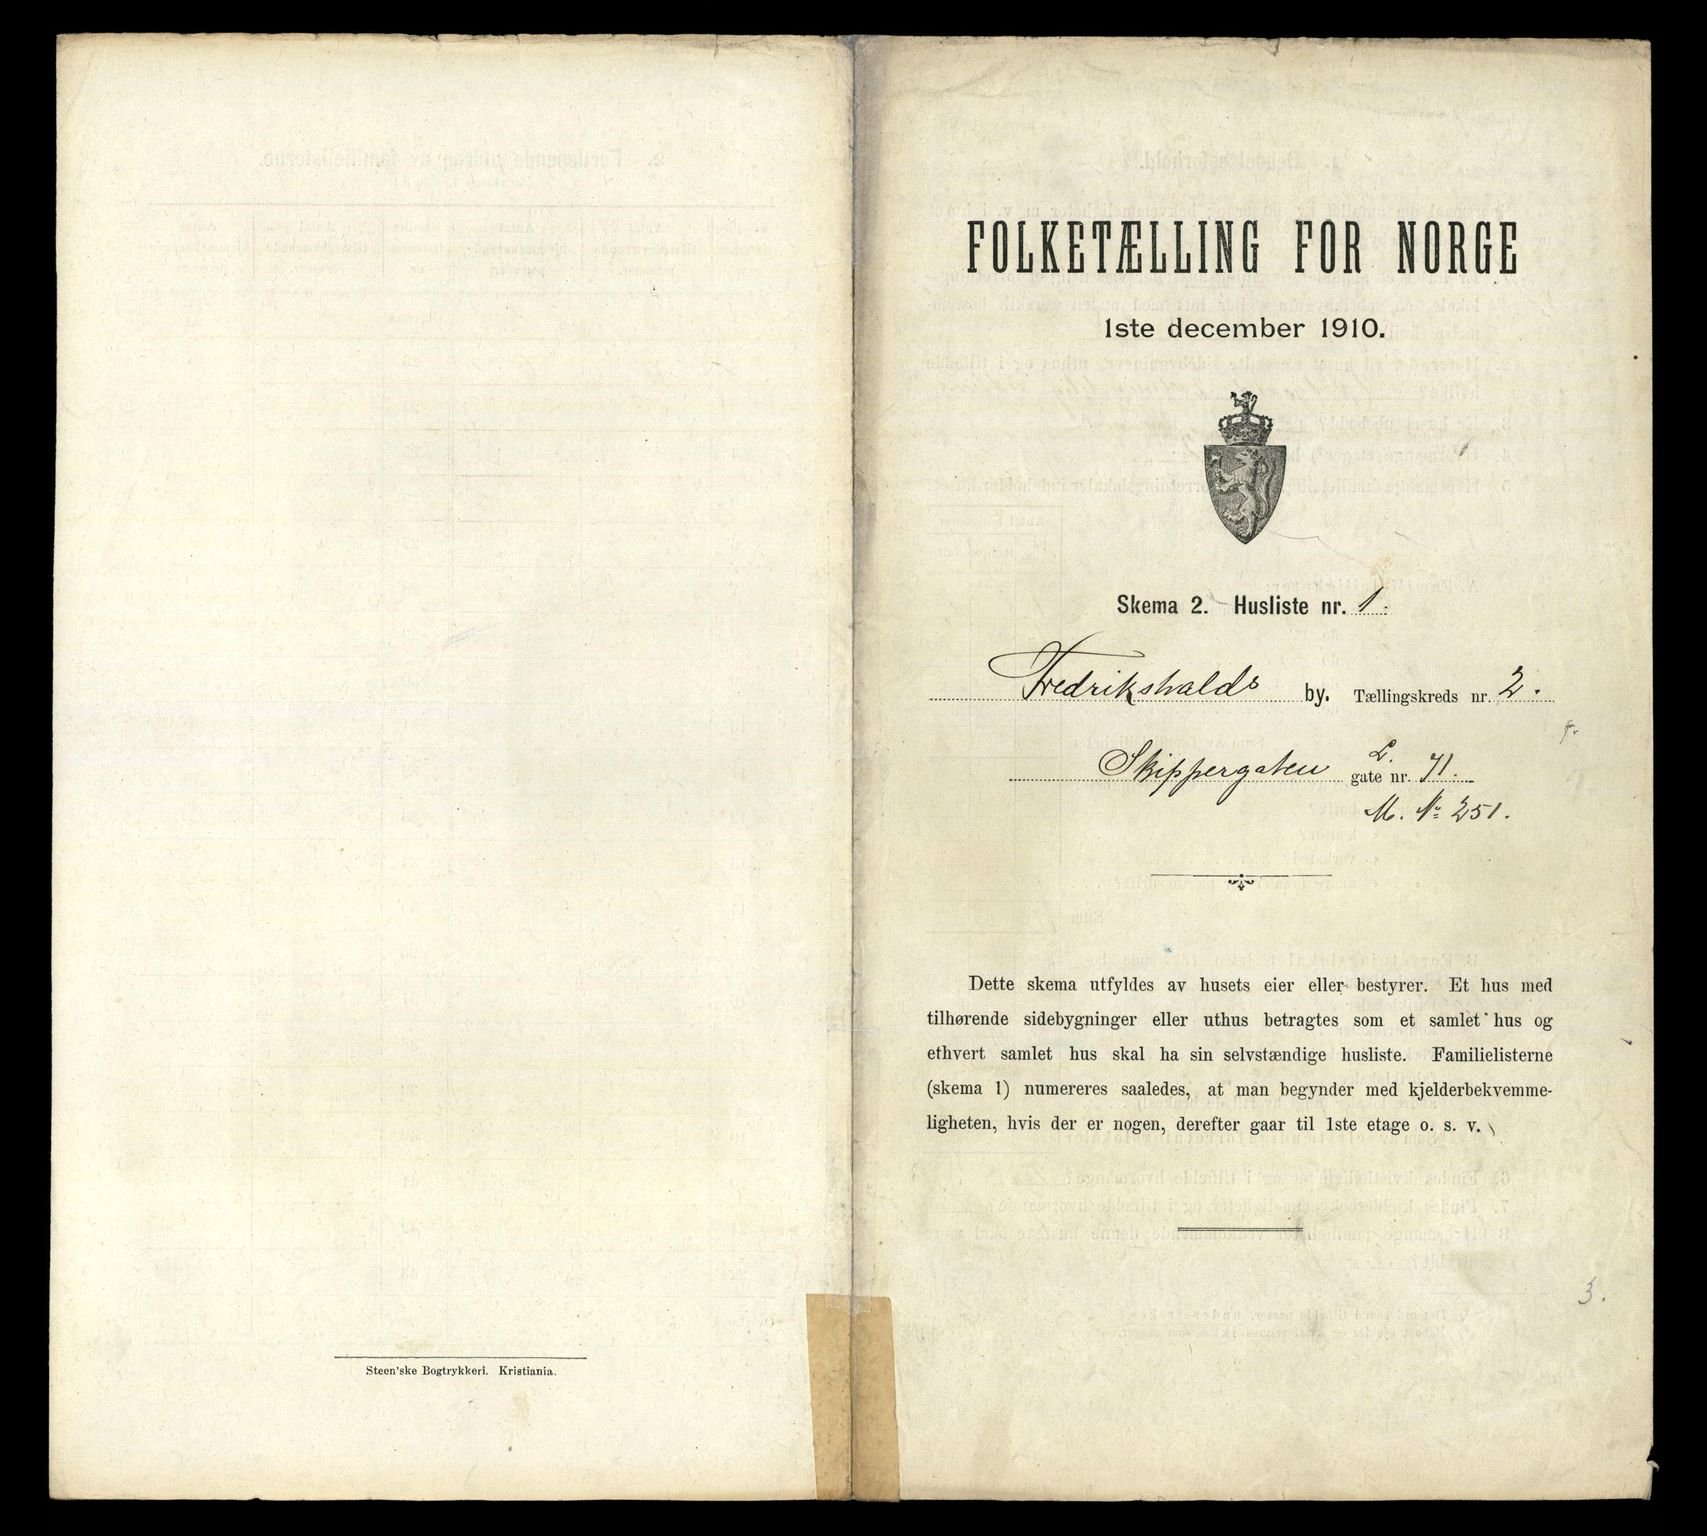 Steen'ske Bogtrykkeri. Kristiania.
FOLKETÆLLING FOR NORGE
1ste december 1910.
Skema 2. Husliste nr. 1.
Fredrikshalds by. Tællingskreds nr. 2.
Skippergaten L. gate nr. 71.
M. No 251.
Dette skema utfyldes av husets eier eller bestyrer. Et hus med
tilhørende sidebygninger eller uthus betragtes som et samlet hus og
ethvert samlet hus skal ha sin selvstændige husliste. Familielisterne
(skema 1) numereres saaledes, at man begynder med kjelderbekvemme-
ligheten, hvis der er nogen, derefter gaar til 1ste etage o. s. v.
3.